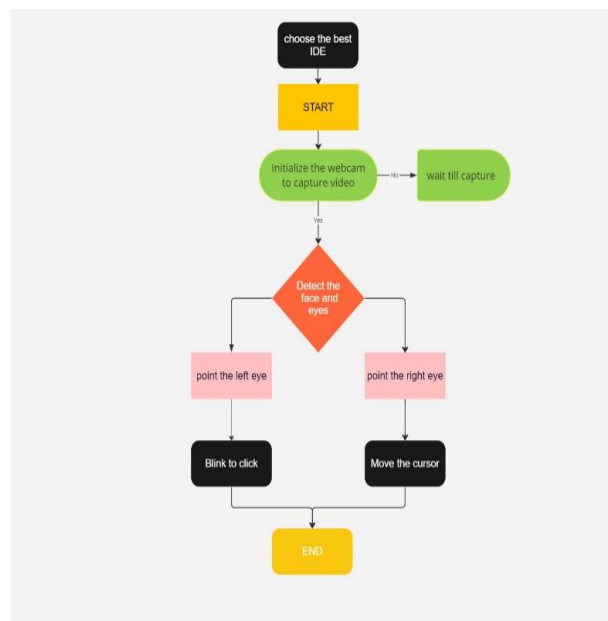 choose the best
IDE
START
Initialize the webcam
to capture video
No
wait till capture
Yes
Detect the
face and
eyes
point the left eye
point the right eye
Blink to click
Move the cursor
END